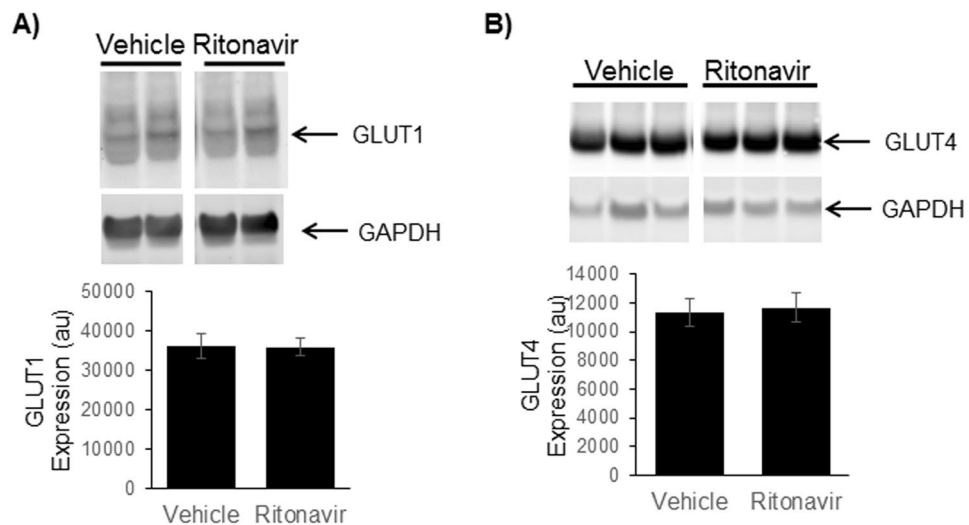 A)
Vehicle Ritonavir
GLUT1
GAPDH
GLUT1
Expression (au)
50000
40000
30000
20000
10000
0
Vehicle Ritonavir
B)
Vehicle Ritonavir
GLUT4
GAPDH
GLUT4
Expression (au)
14000
12000
10000
8000
6000
4000
2000
0
Vehicle Ritonavir